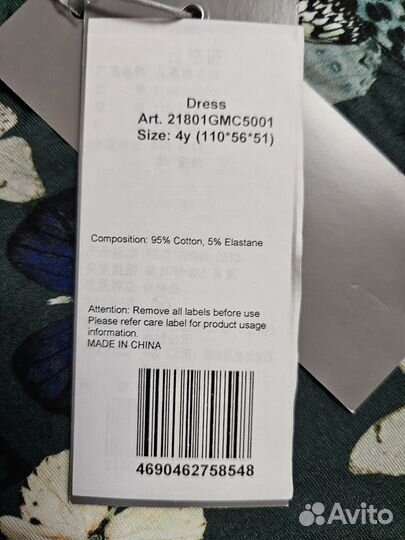 Dress
Art. 21801GMC5001
Size: 4y (110*56*51)
Composition: 95% Cotton, 5% Elastane
Attention: Remove all labels before use
Please refer care label for product usage
information.
MADE IN CHINA
4690462758548
Avito